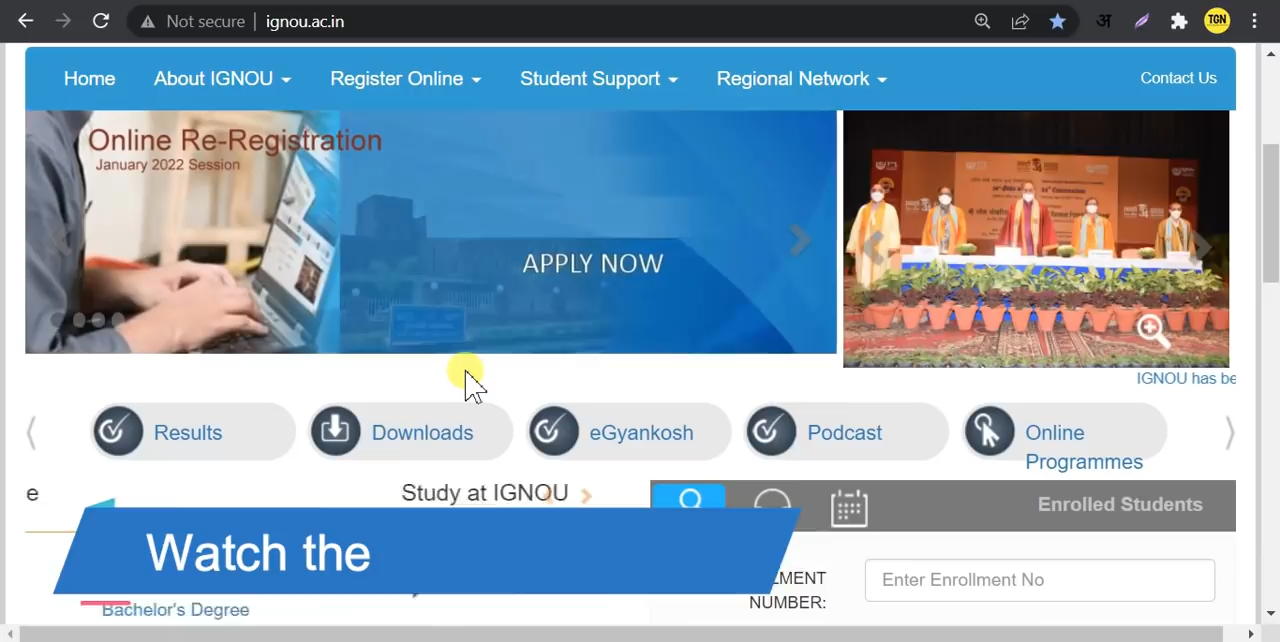 Not secure | ignou.ac.in
अ
TGN
Home
About IGNOU
Register Online
Student Support
Regional Network
Contact Us
Online Re-Registration
January 2022 Session
APPLY NOW
IGNOU has be
Results
Downloads
eGyankosh
Podcast
Online
Programmes
e
Study at IGNOU
Enrolled Students
Watch the
LMENT
NUMBER:
Enter Enrollment No
Bachelor's Degree